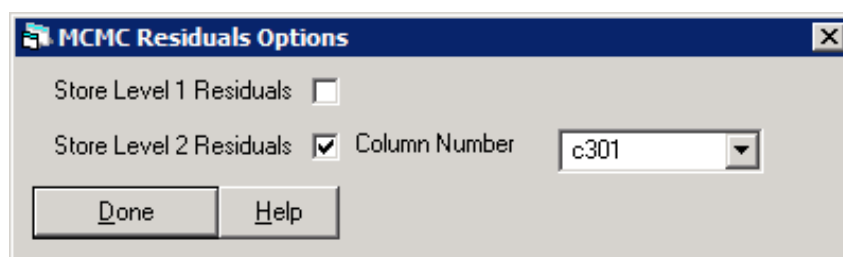 MCMC Residuals Options
Store Level 1 Residuals
Store Level 2 Residuals Column Number c301
Done Help